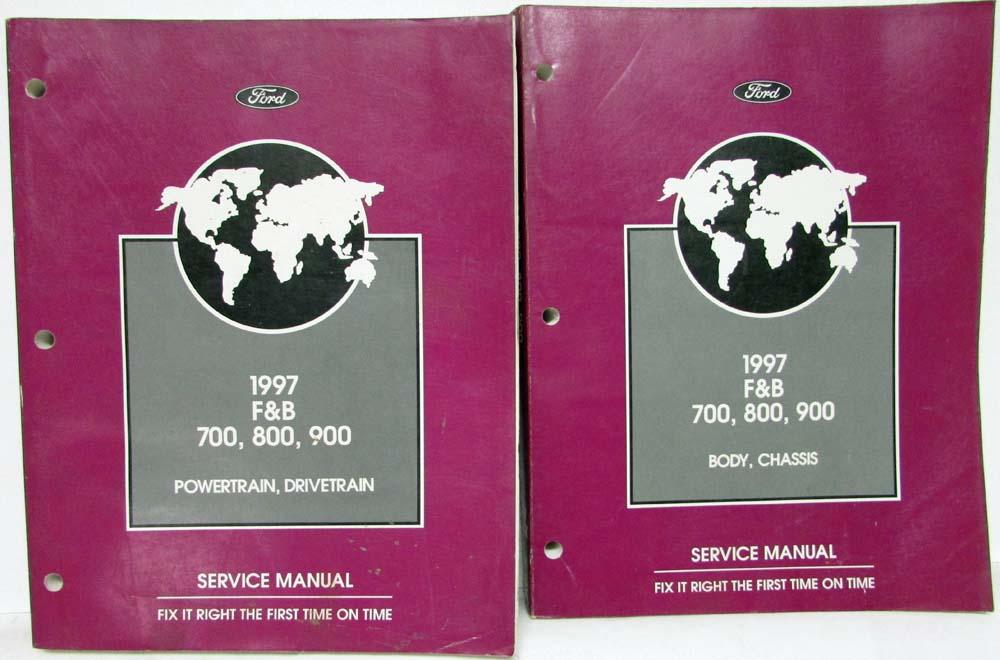 Ford
1997
F&B
700, 800, 900
POWERTRAIN, DRIVETRAIN
SERVICE MANUAL
FIX IT RIGHT THE FIRST TIME ON TIME
Ford
1997
F&B
700, 800, 900
BODY, CHASSIS
SERVICE MANUAL
FIX IT RIGHT THE FIRST TIME ON TIME